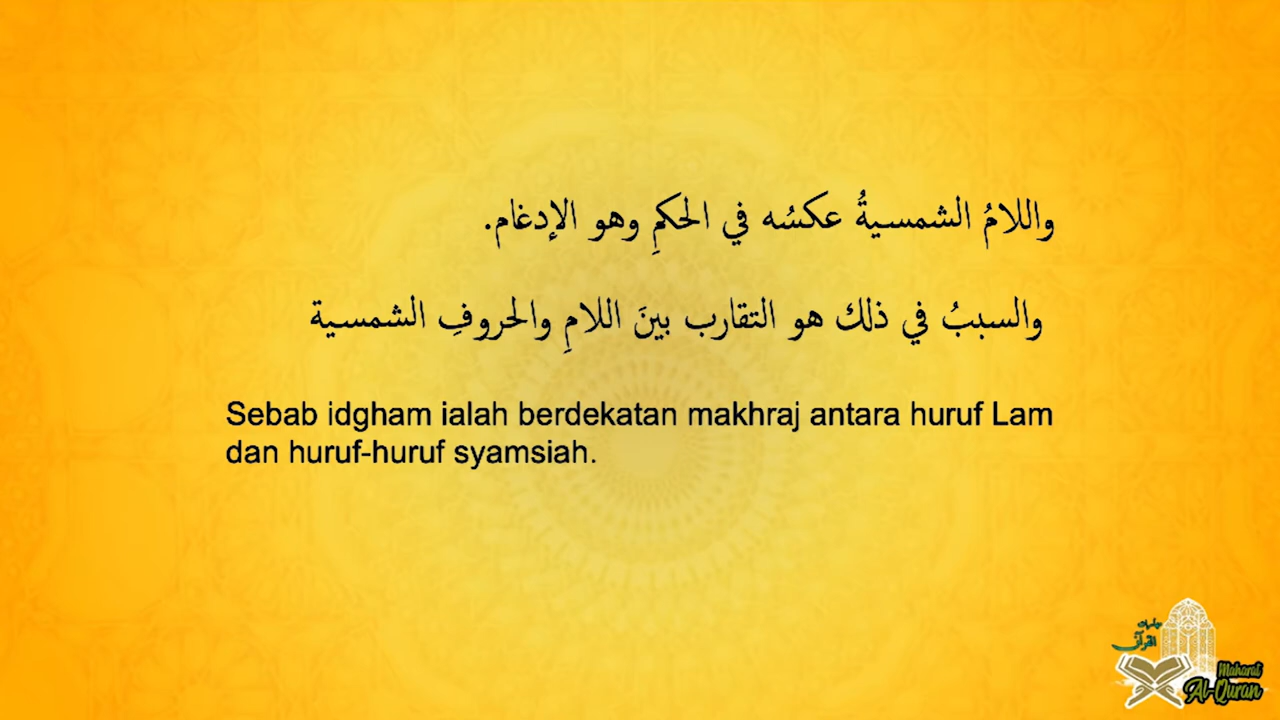 واللامُ الشمسيةُ عكسُه في الحكمِ وهو الإدغام.
والسببُ في ذلك هو التقارب بينَ اللامِ والحروفِ الشمسية
Sebab idgham ialah berdekatan makhraj antara huruf Lam
dan huruf-huruf syamsiah.
القرآن
Maharat
Al-Quran